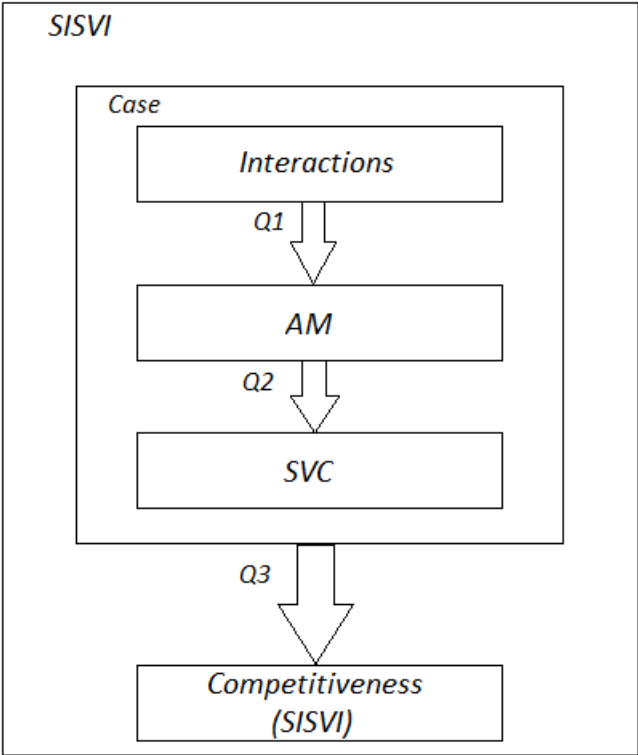 SISVI
Case
Interactions
Q1
AM
Q2
SVC
Q3
Competitiveness
(SISVI)